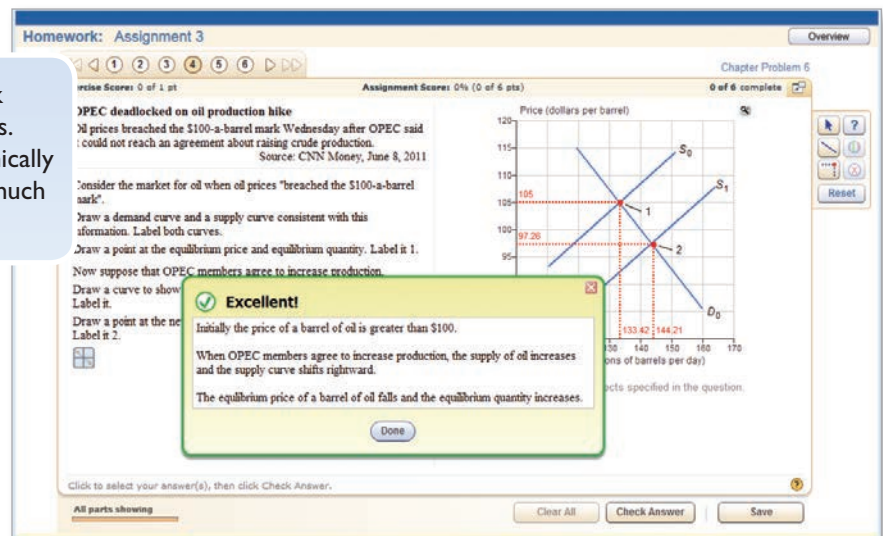 Homework: Assignment 3
Overview
1 2 3 4 5 6
Chapter Problem 6
Exercise Score: 0 of 1 pt
Assignment Score: 0% (0 of 6 pts)
0 of 6 complete
s.
nically
much
OPEC deadlocked on oil production hike
Oil prices breached the $100-a-barrel mark Wednesday after OPEC said
could not reach an agreement about raising crude production.
Source: CNN Money, June 8, 2011
Consider the market for oil when oil prices "breached the $100-a-barrel
mark".
Draw a demand curve and a supply curve consistent with this
information. Label both curves.
Draw a point at the equilibrium price and equilibrium quantity. Label it 1.
Now suppose that OPEC members agree to increase production.
Draw a curve to show
Label it.
Draw a point at the ne
Label it 2.
Price (dollars per barrel)
120
115
110
105
100
95
105
97.26
S0
S1
1
2
D0
133.42 144.21
130 140 150 160 170
ons of barrels per day)
ects specified in the question.
Reset
Excellent!
Initially the price of a barrel of oil is greater than $100.
When OPEC members agree to increase production, the supply of oil increases
and the supply curve shifts rightward.
The equlibrium price of a barrel of oil falls and the equilibrium quantity increases.
Done
Click to select your answer(s), then click Check Answer.
?
All parts showing
Clear All
Check Answer
Save